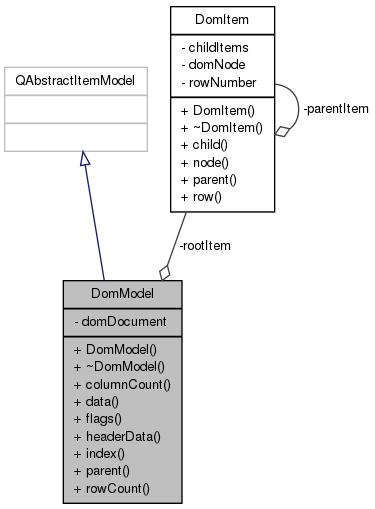 DomItem
- childItems
- domNode
- rowNumber
+ DomItem()
+ ~DomItem()
+ child()
+ node()
+ parent()
+ row()
-parentItem
QAbstractItemModel
-rootItem
DomModel
- domDocument
+ DomModel()
+ ~DomModel()
+ columnCount()
+ data()
+ flags()
+ headerData()
+ index()
+ parent()
+ rowCount()